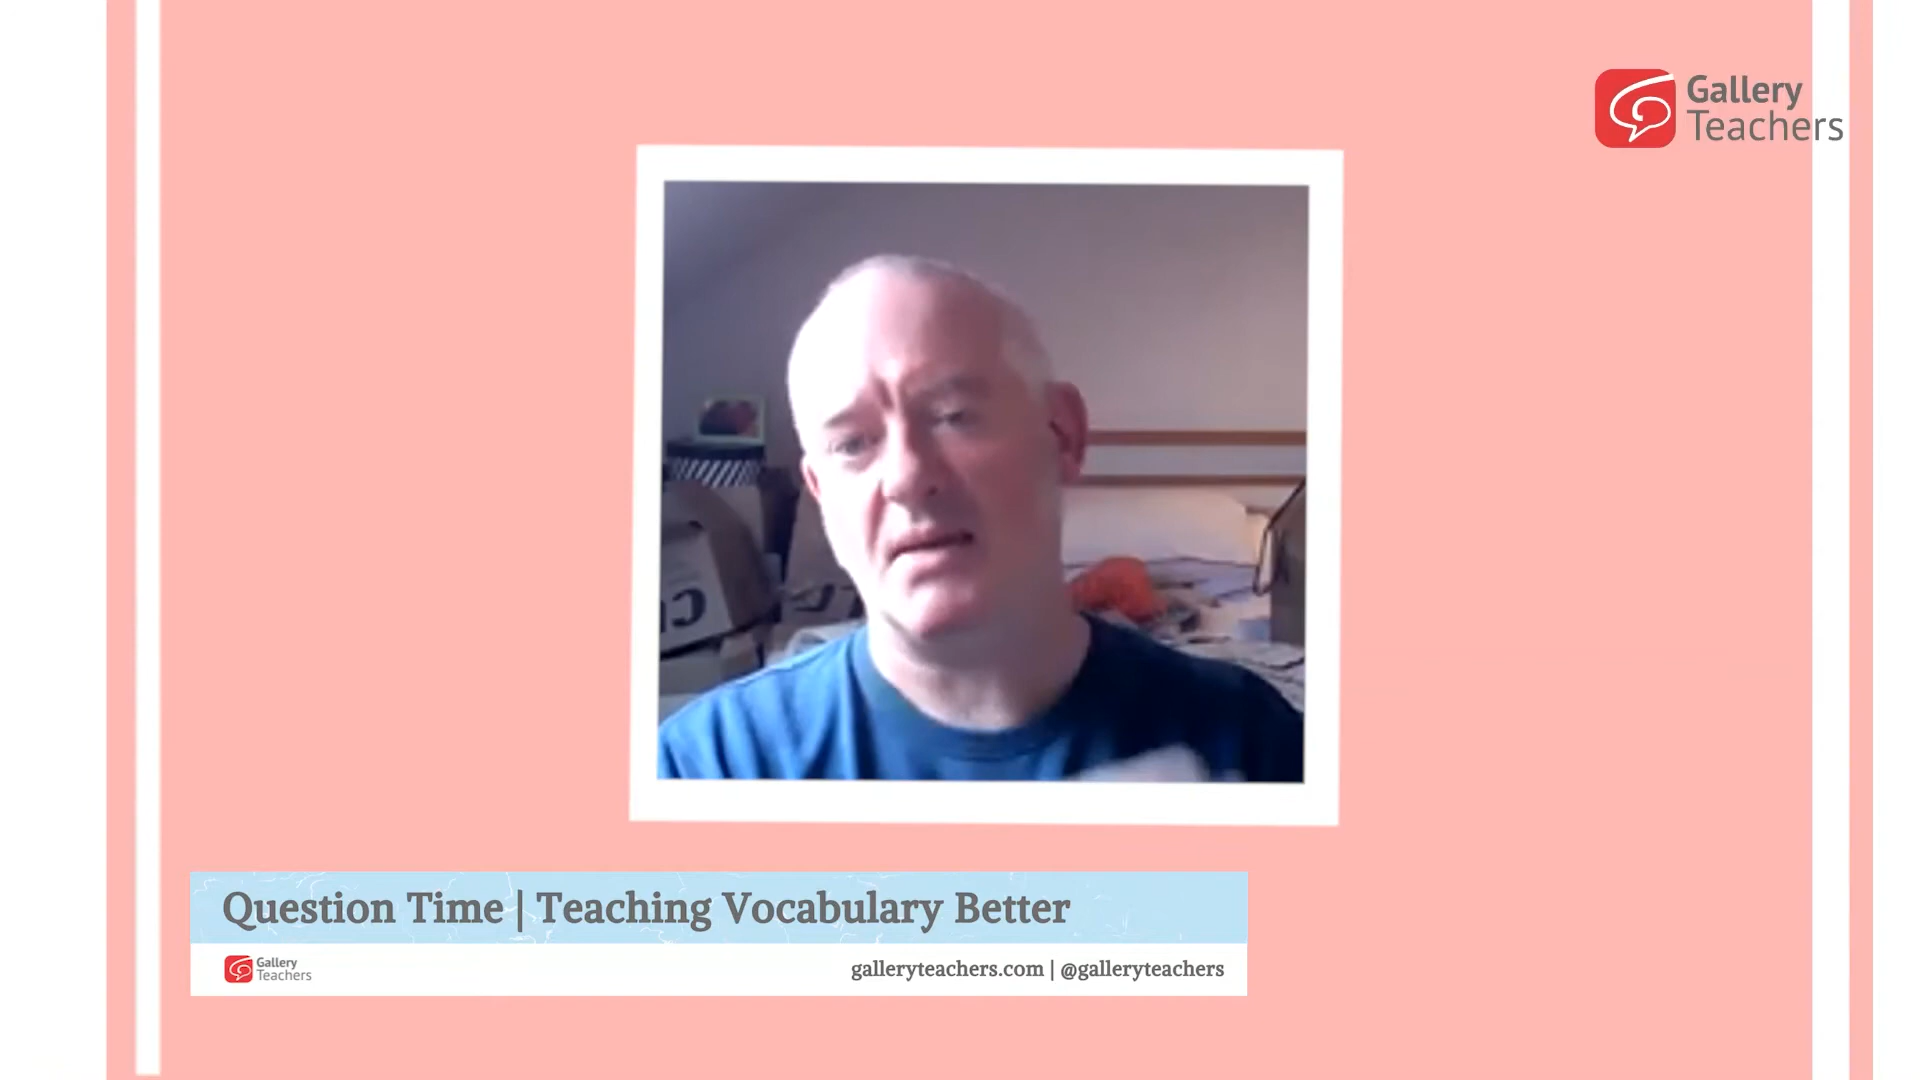 Gallery
Teachers
Question Time | Teaching Vocabulary Better
Gallery
Teachers
galleryteachers.com | @galleryteachers